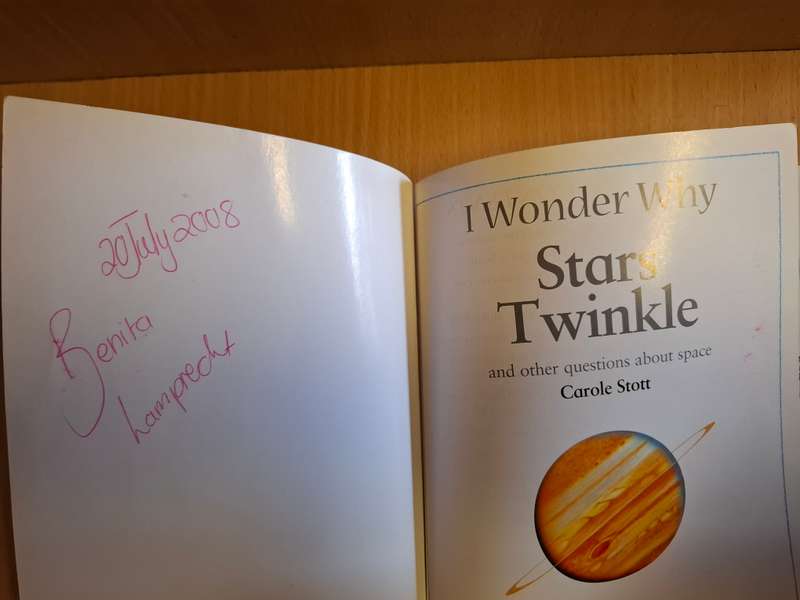 20 July 2008
Benita
Lamprecht
I Wonder Why
Stars
Twinkle
and other questions about space
Carole Stott